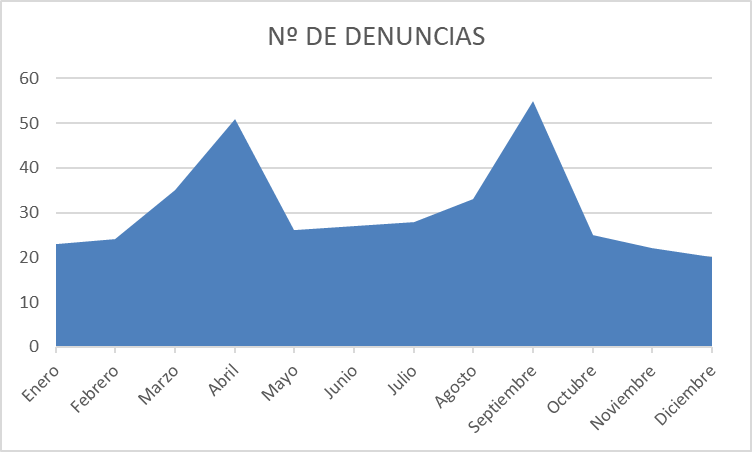 Nº DE DENUNCIAS
60
50
40
30
20
10
0
Enero
Febrero
Marzo
Abril
Mayo
Junio
Julio
Agosto
Septiembre
Octubre
Noviembre
Diciembre